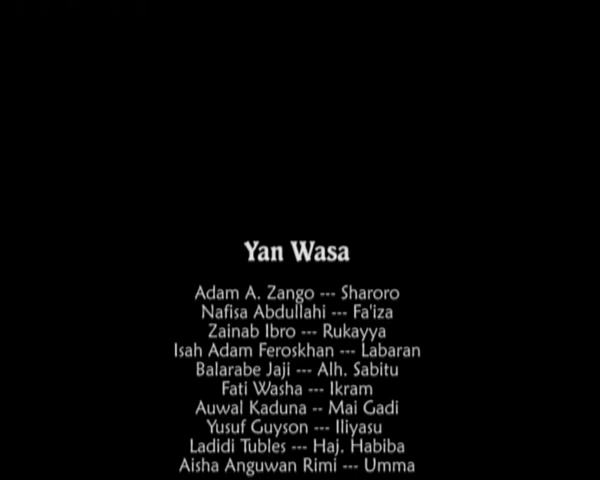 Yan Wasa
Adam A. Zango --- Sharoro
Nafisa Abdullahi --- Fa'iza
Zainab Ibro --- Rukayya
Isah Adam Feroskhan --- Labaran
Balarabe Jaji --- Alh. Sabitu
Fati Washa --- Ikram
Auwal Kaduna -- Mai Gadi
Yusuf Guyson --- Iliyasu
Ladidi Tubles --- Haj. Habiba
Aisha Anguwan Rimi --- Umma